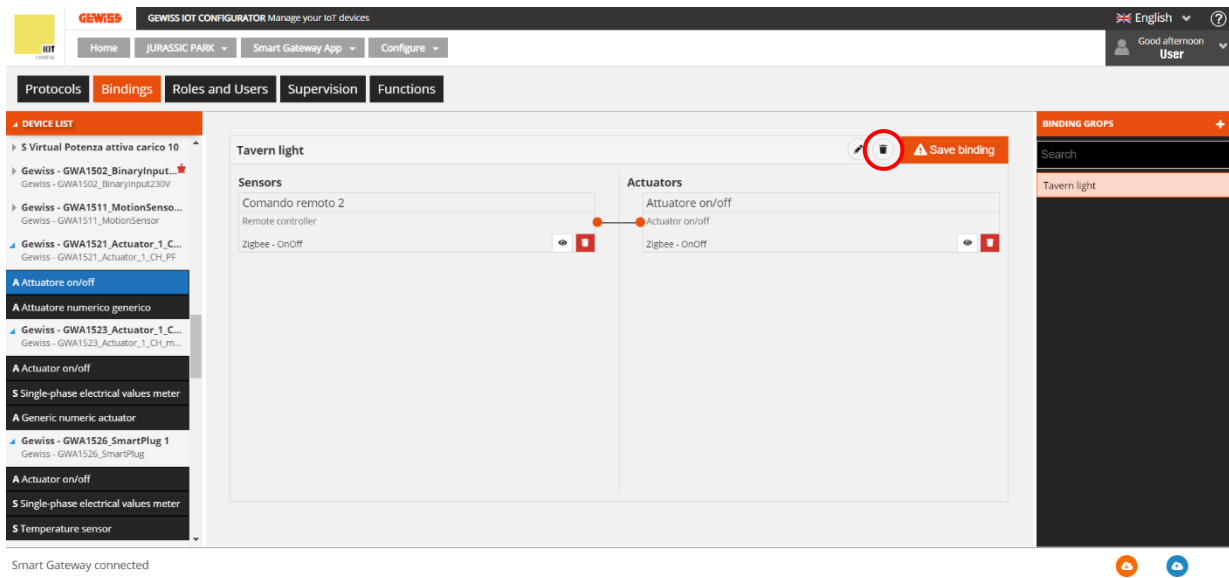 GEWISS GEWISS IOT CONFIGURATOR Manage your IoT devices English
IOT
Home JURASSIC PARK Smart Gateway App Configure Good afternoon
User
Protocols Bindings Roles and Users Supervision Functions
DEVICE LIST
S Virtual Potenza attiva carico 10
Gewiss - GWA1502_BinaryInput...
Gewiss - GWA1502_BinaryInput230V
Gewiss - GWA1511_MotionSenso...
Gewiss - GWA1511_MotionSensor
Gewiss - GWA1521_Actuator_1_C...
Gewiss - GWA1521_Actuator_1_CH_PF
A Attuatore on/off
A Attuatore numerico generico
Gewiss - GWA1523_Actuator_1_C...
Gewiss - GWA1523_Actuator_1_CH_m...
A Actuator on/off
S Single-phase electrical values meter
A Generic numeric actuator
Gewiss - GWA1526_SmartPlug 1
Gewiss - GWA1526_SmartPlug
A Actuator on/off
S Single-phase electrical values meter
S Temperature sensor
Tavern light Save binding
Sensors
Comando remoto 2
Remote controller
Zigbee - OnOff
Actuators
Attuatore on/off
Actuator on/off
Zigbee - OnOff
BINDING GROPS +
Search
Tavern light
Smart Gateway connected